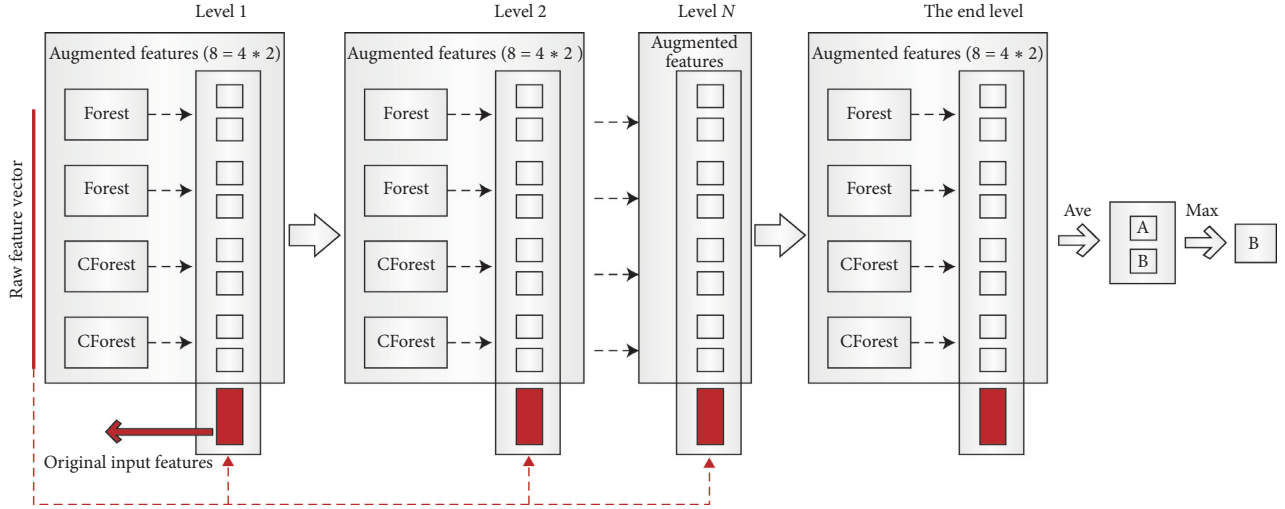 Level 1
Level 2
Level N
The end level
Augmented features (8 = 4 * 2)
Augmented features (8 = 4 * 2 )
Augmented
features
Augmented features (8 = 4 * 2)
Raw feature vector
Forest
Forest
CForest
CForest
Forest
Forest
CForest
CForest
Forest
Forest
CForest
CForest
Ave
A
B
Max
B
Original input features